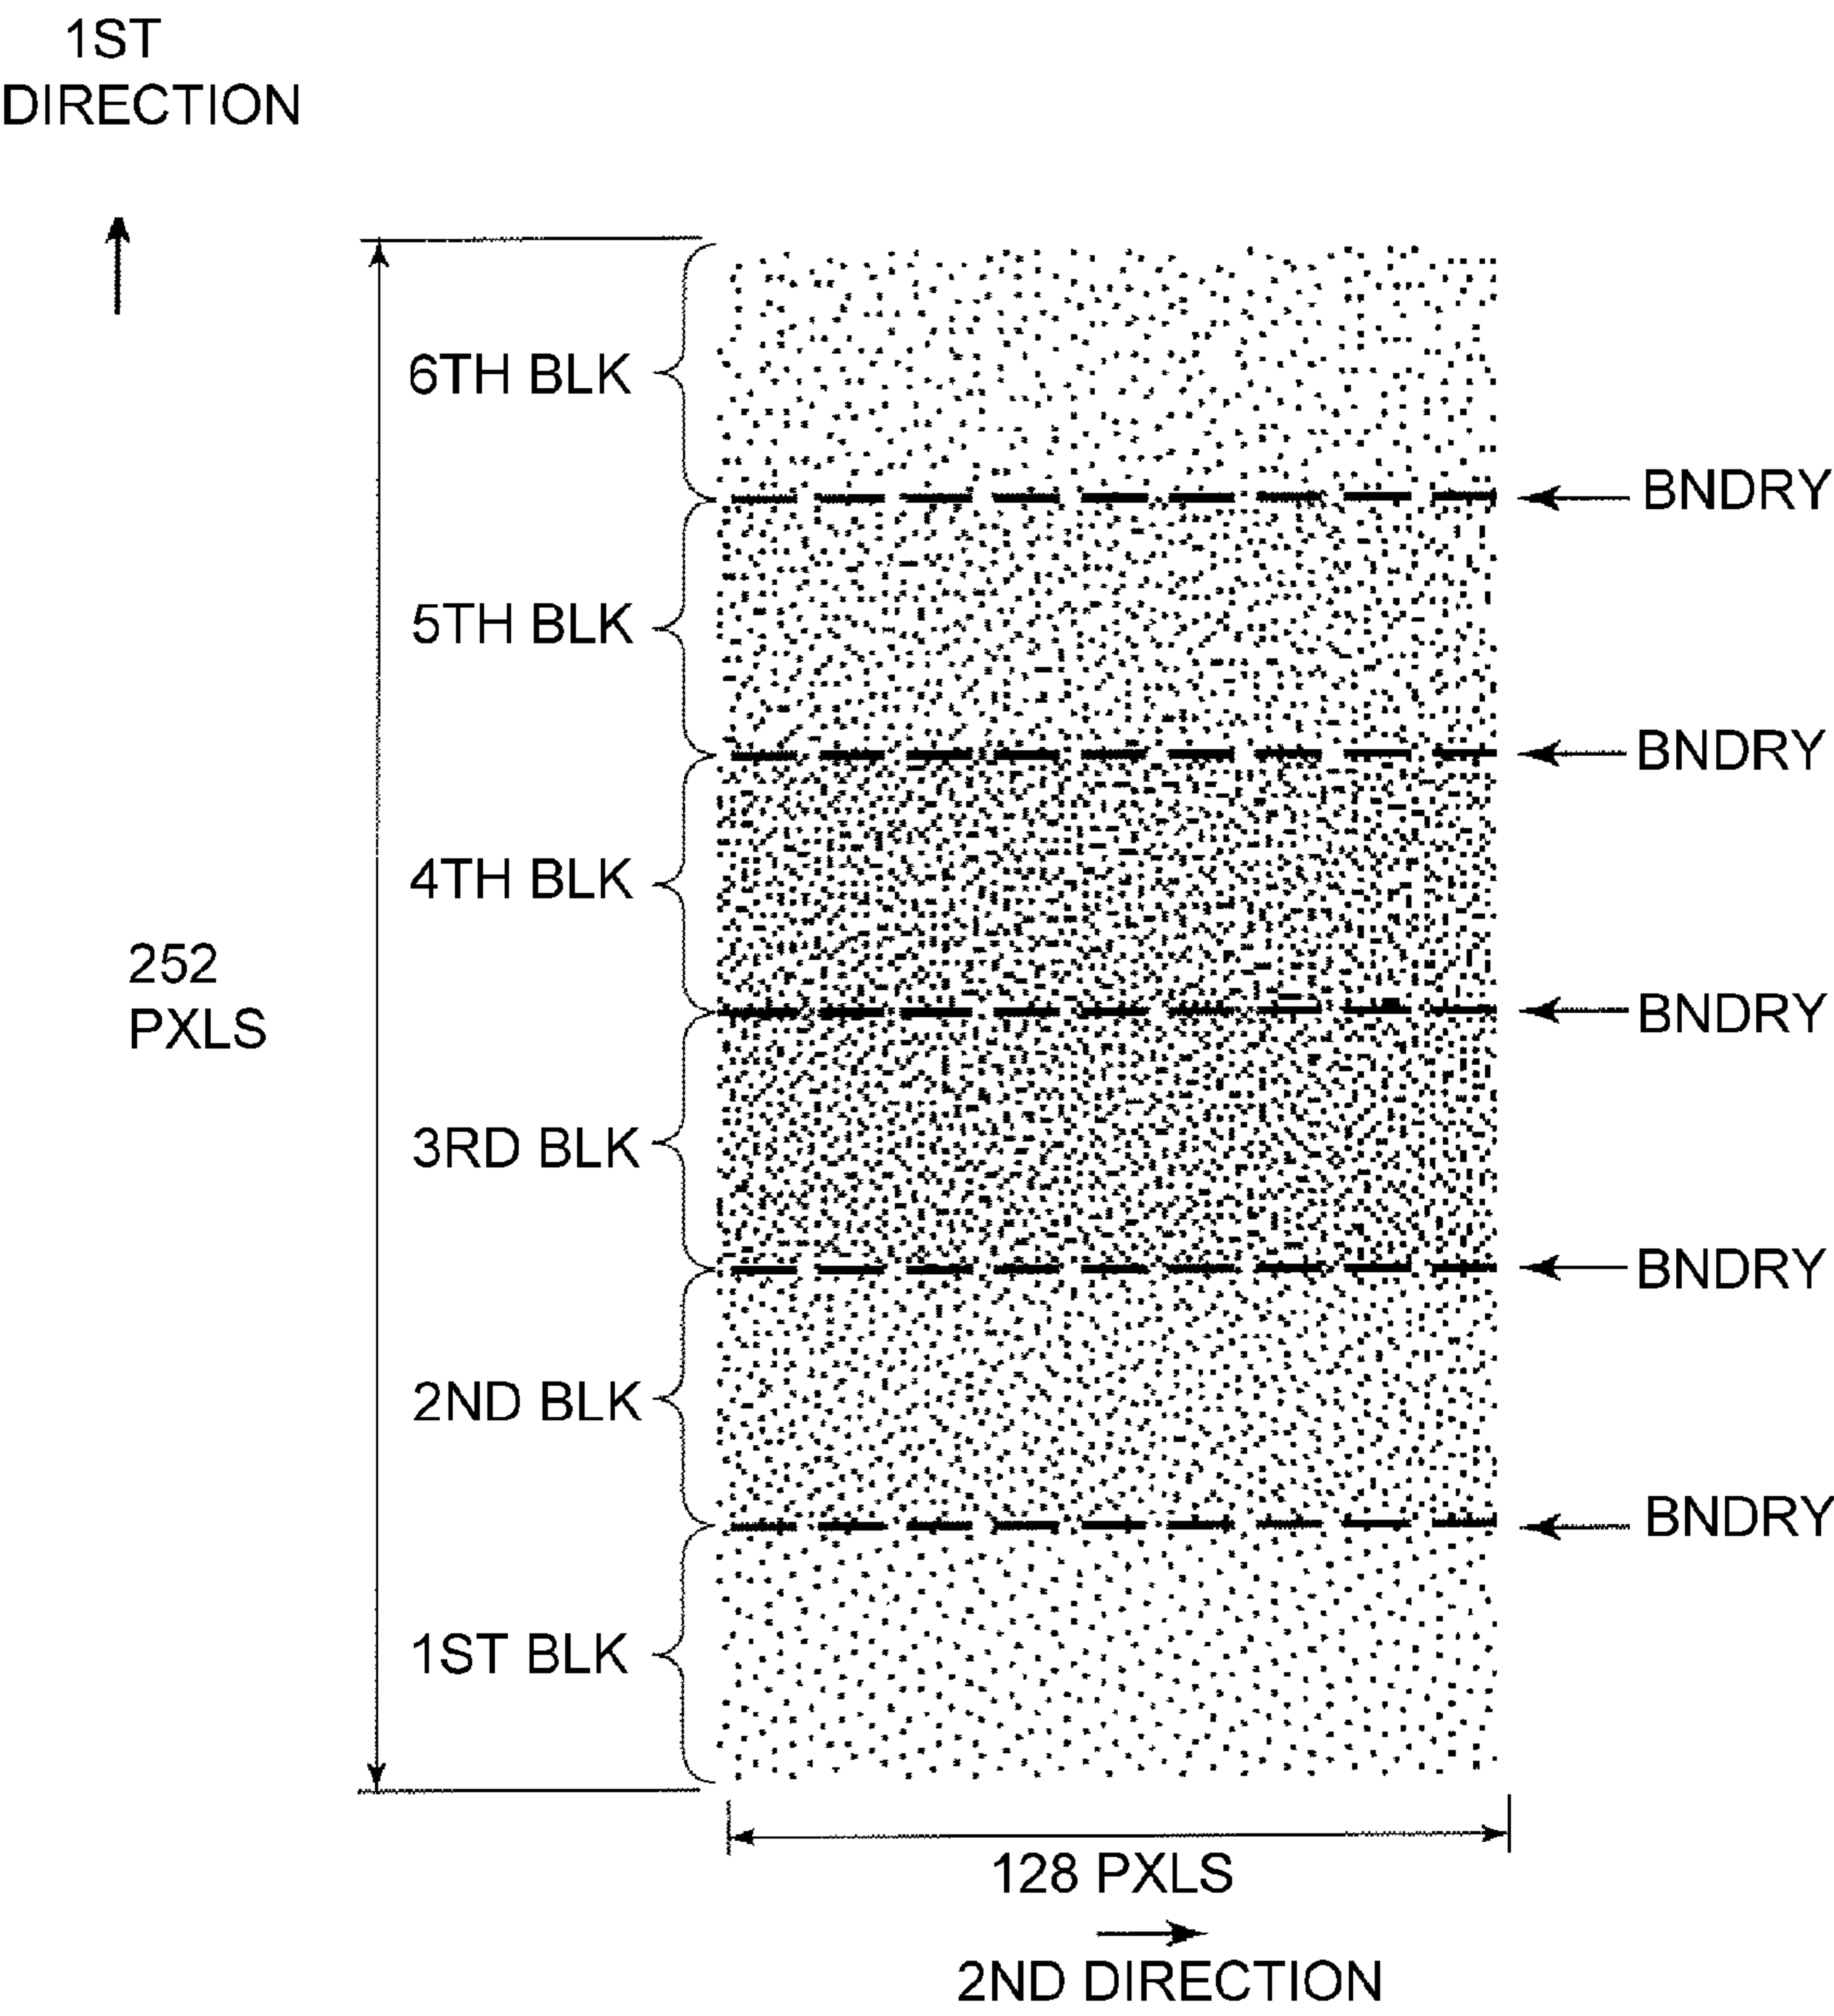 1ST
DIRECTION
6TH BLK
BNDRY
5TH BLK
BNDRY
4TH BLK
252
PXLS
BNDRY
3RD BLK
BNDRY
2ND BLK
BNDRY
1ST BLK
128 PXLS
2ND DIRECTION